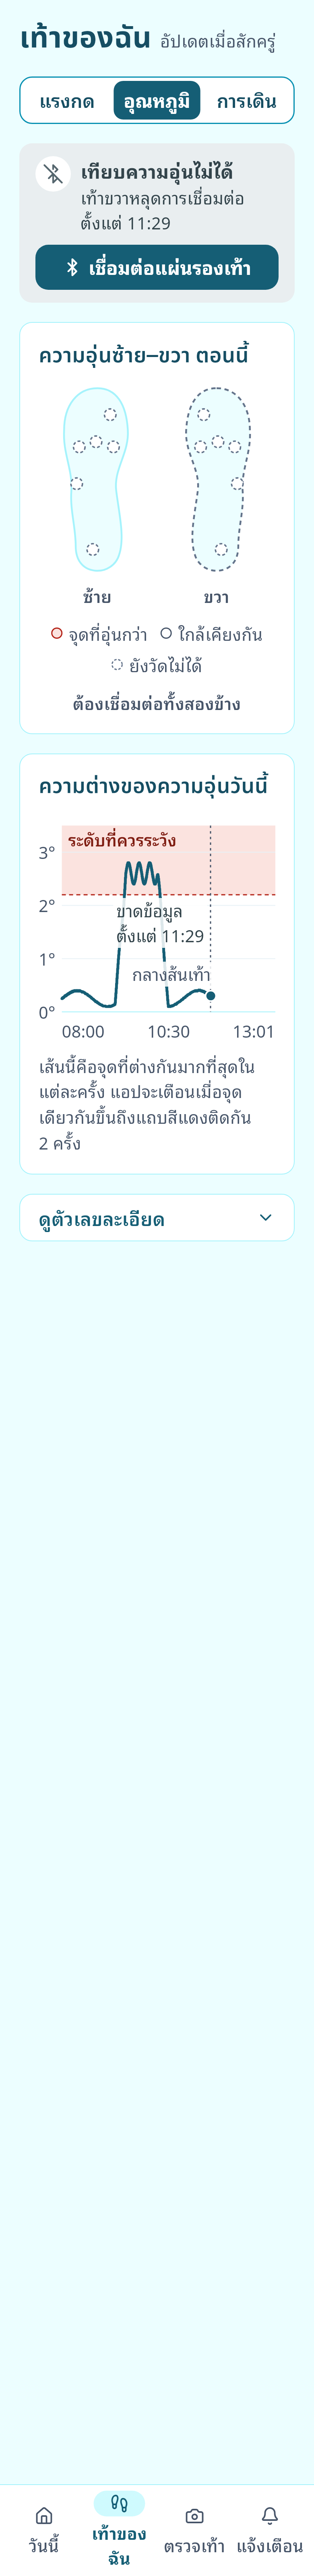 เท้าของฉัน อัปเดตเมื่อสักครู่
แรงกด อุณหภูมิ การเดิน
เทียบความอุ่นไม่ได้
เท้าขวาหลุดการเชื่อมต่อ
ตั้งแต่ 11:29
เชื่อมต่อแผ่นรองเท้า
ความอุ่นซ้าย–ขวา ตอนนี้
ซ้าย ขวา
จุดที่อุ่นกว่า ใกล้เคียงกัน
ยังวัดไม่ได้
ต้องเชื่อมต่อทั้งสองข้าง
ความต่างของความอุ่นวันนี้
ระดับที่ควรระวัง
3°
2°
ขาดข้อมูล
ตั้งแต่ 11:29
1°
กลางส้นเท้า
0°
08:00 10:30 13:01
เส้นนี้คือจุดที่ต่างกันมากที่สุดใน
แต่ละครั้ง แอปจะเตือนเมื่อจุด
เดียวกันขึ้นถึงแถบสีแดงติดกัน
2 ครั้ง
ดูตัวเลขละเอียด
วันนี้ เท้าของ ตรวจเท้า แจ้งเตือน
ฉัน